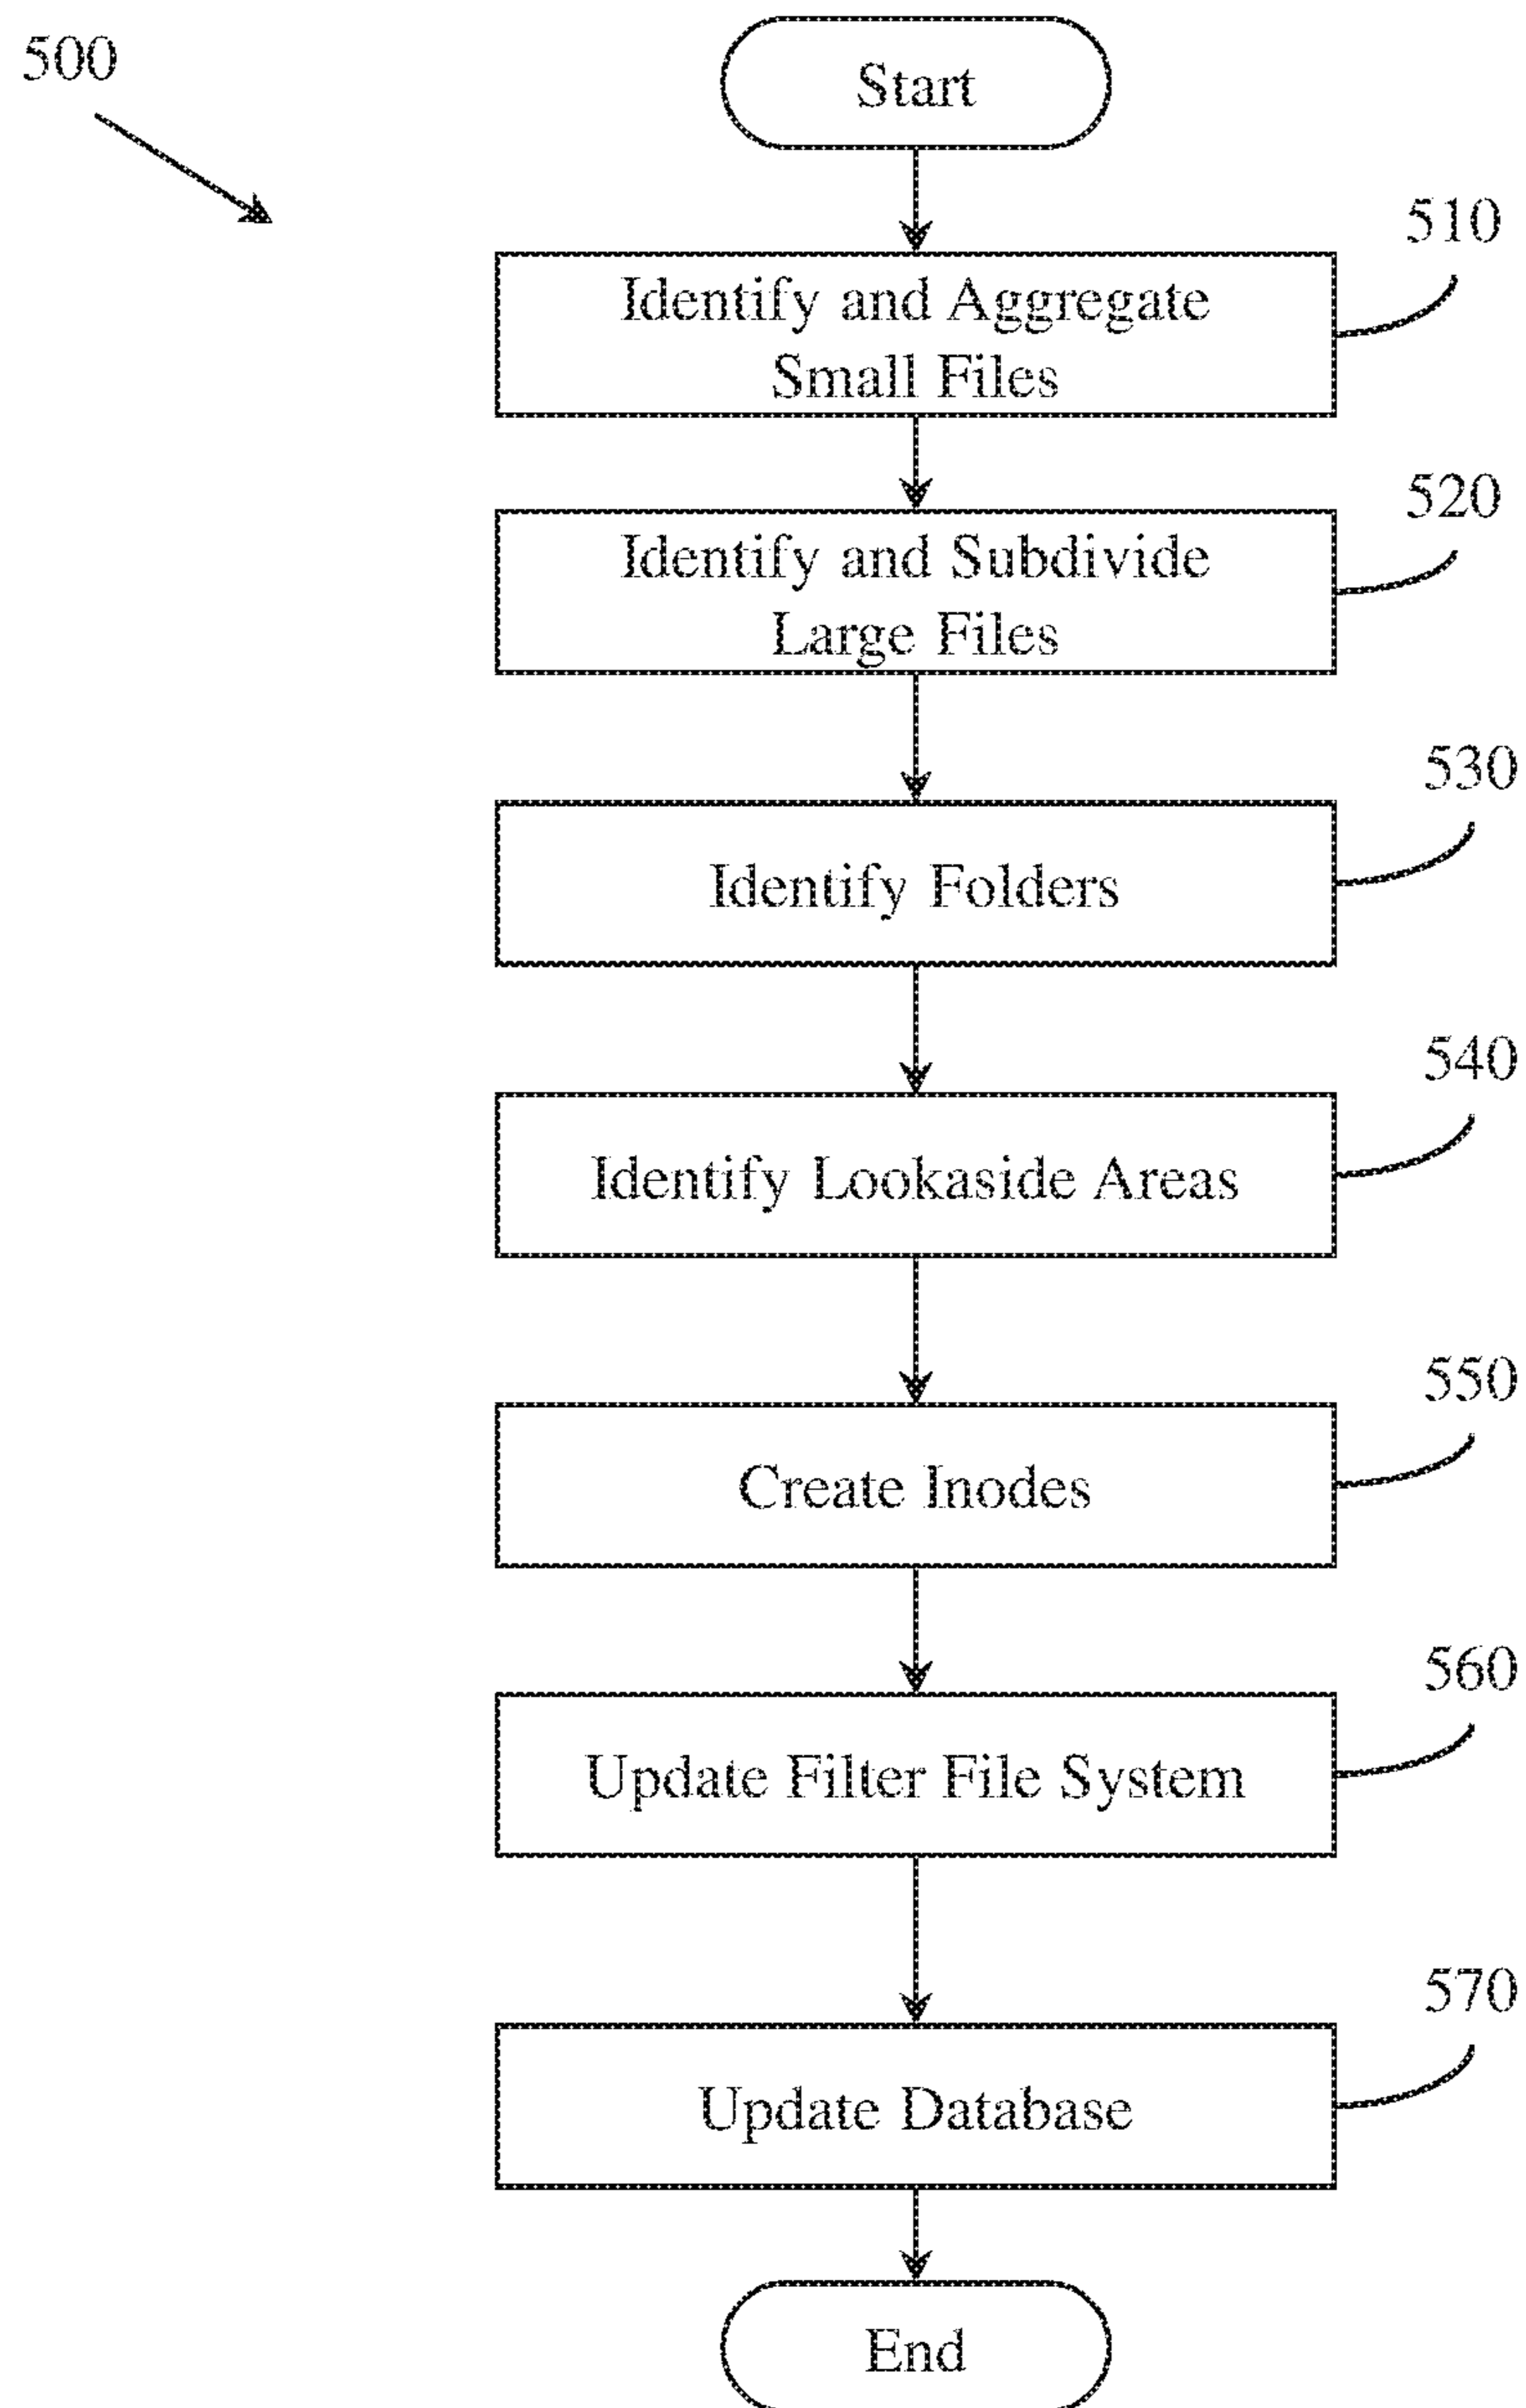 500
Start
510
Identify and Aggregate
Small Files
520
Identify and Subdivide
Large Files
530
Identify Folders
540
Identify Lookaside Areas
550
Create Inodes
560
Update Filter File System
570
Update Database
End